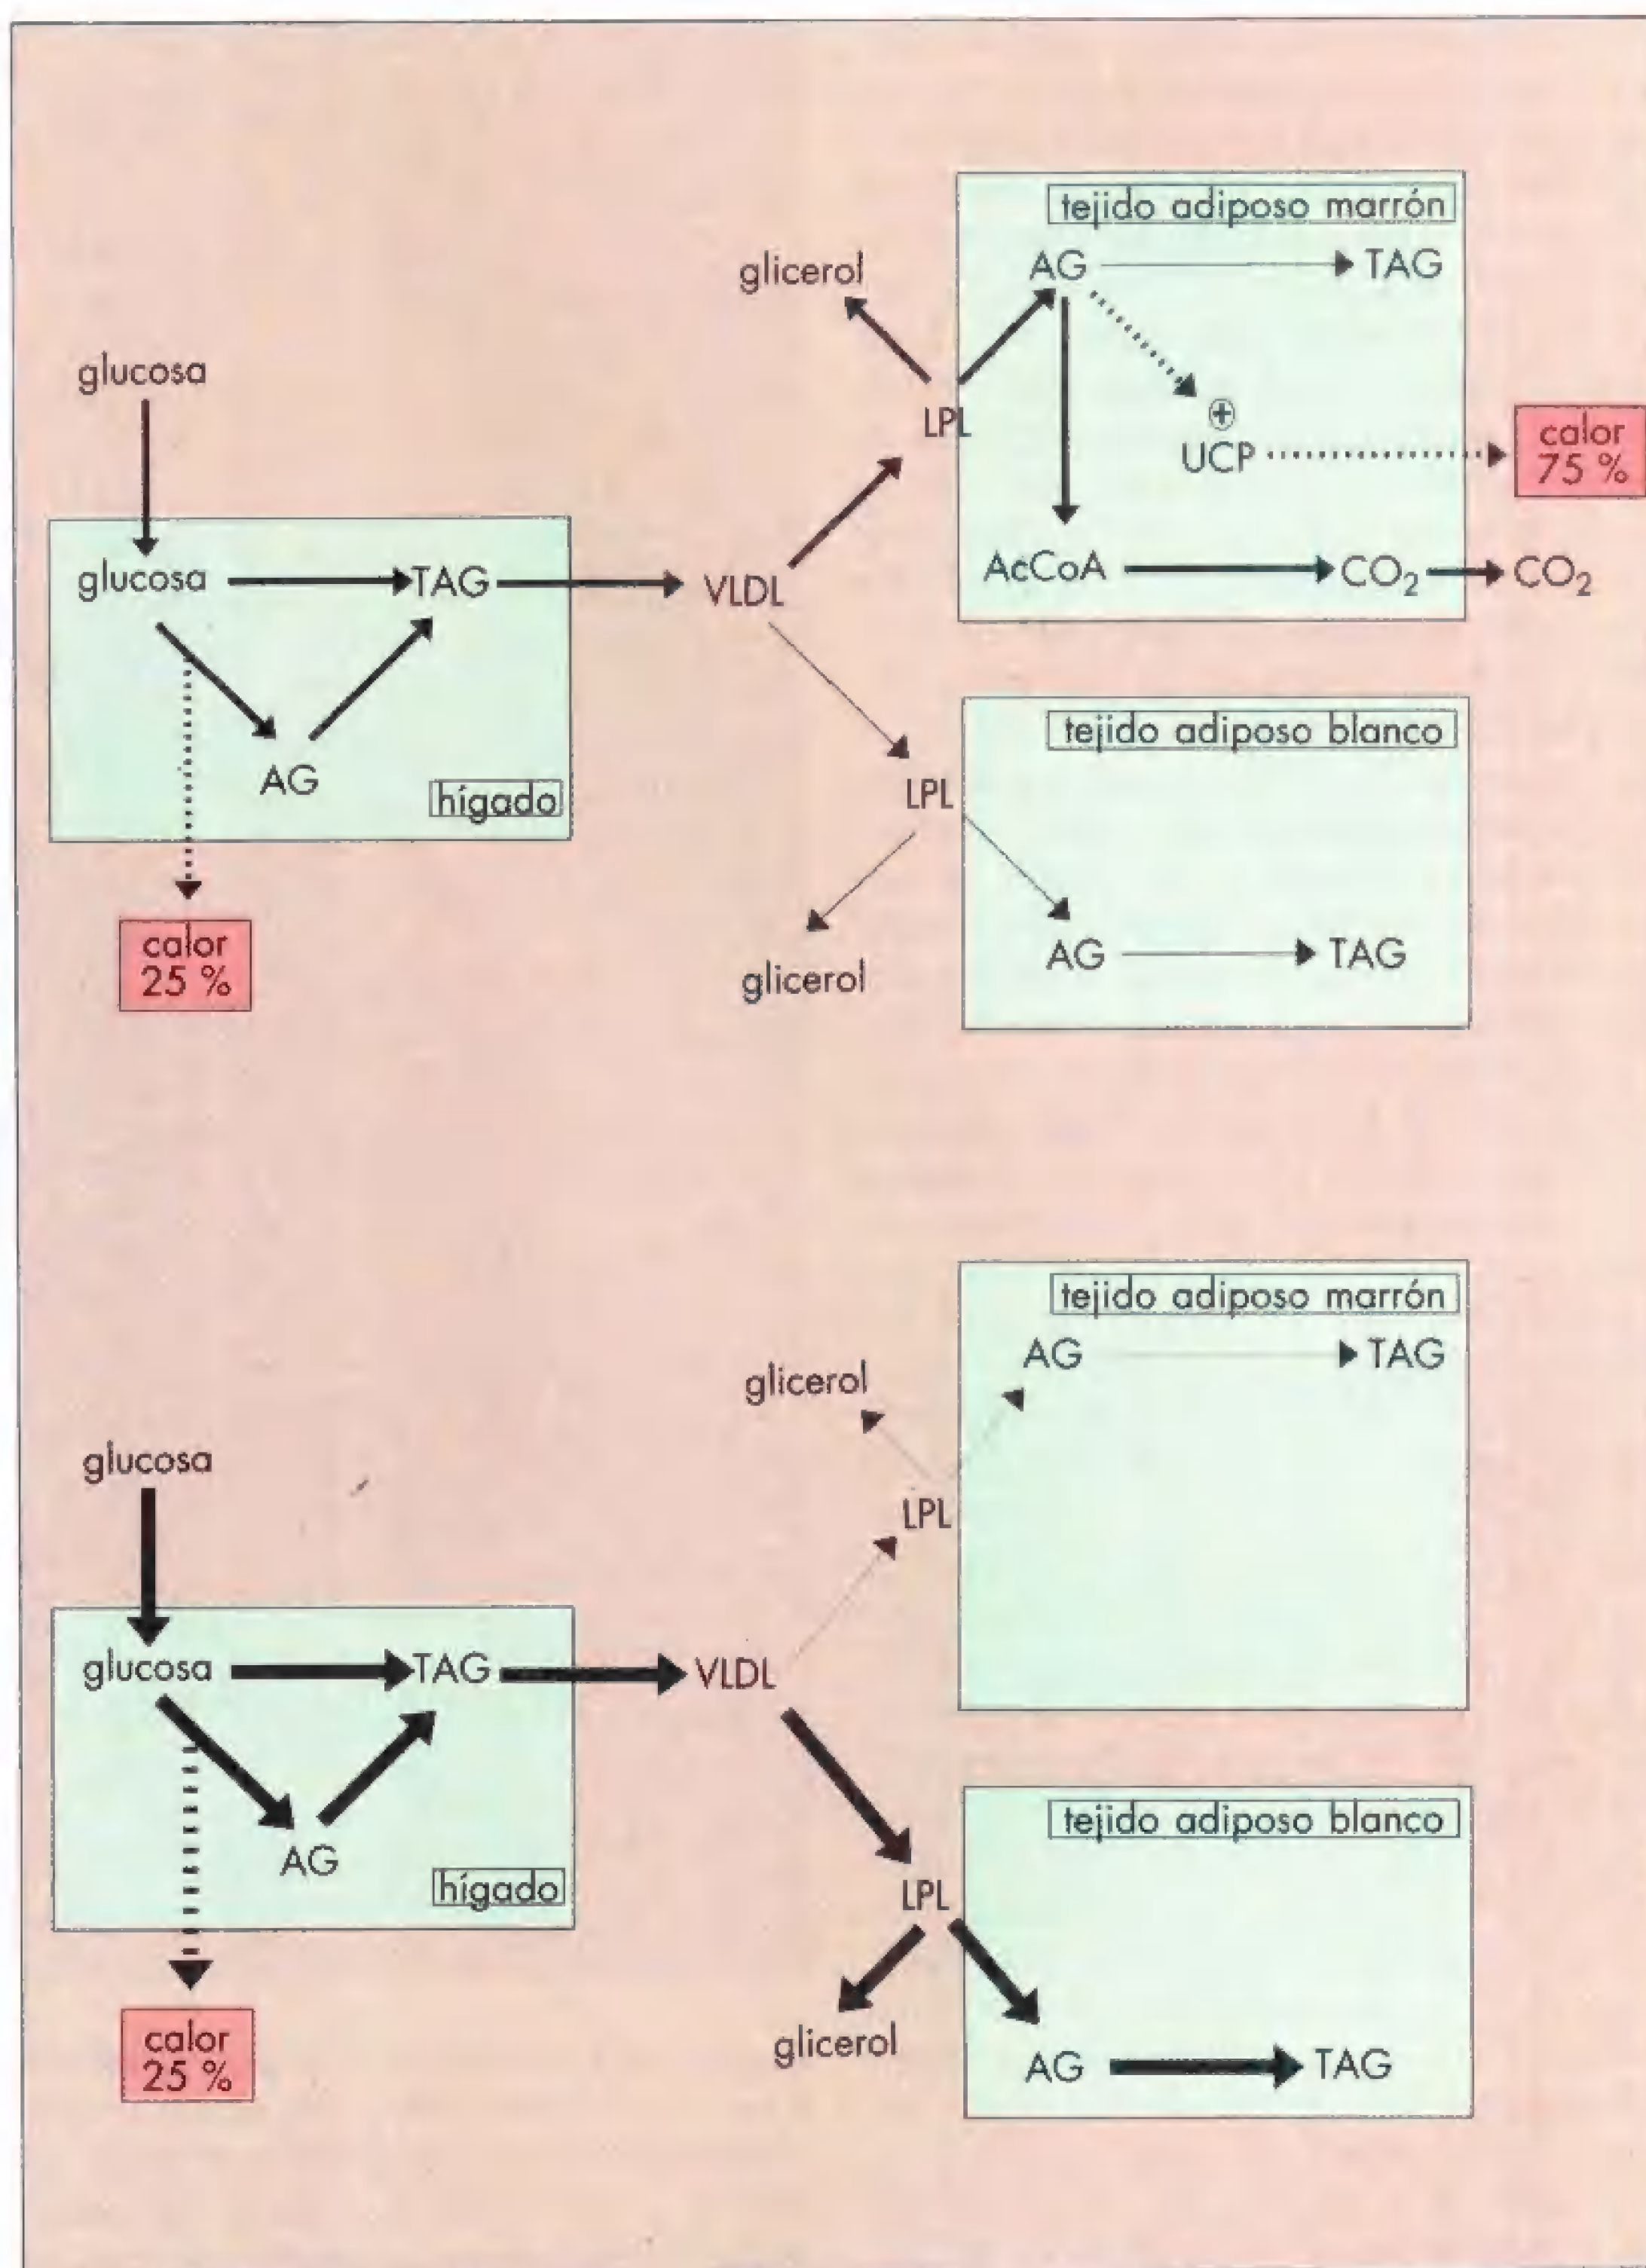 tejido adiposo marrón
glicerol
AG
TAG
glucosa
LPL
+
UCP
calor
75 %
glucosa
TAG
VLDL
AcCoA
CO₂
CO₂
AG
hígado
tejido adiposo blanco
LPL
calor
25 %
glicerol
AG
TAG
tejido adiposo marrón
glicerol
AG
TAG
glucosa
LPL
glucosa
TAG
VLDL
AG
hígado
tejido adiposo blanco
LPL
calor
25 %
glicerol
AG
TAG